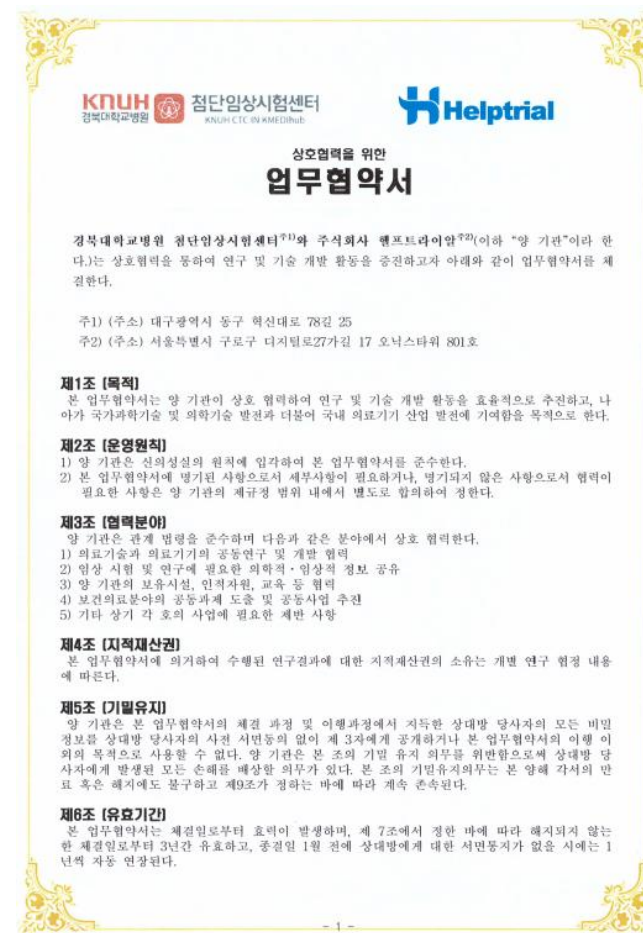 KNUH
경북대학교병원
첨단임상시험센터
KNUH CTC IN KMEDIhub
Helptrial
상호협력을 위한
업무협약서
경북대학교병원 첨단임상시험센터주1)와 주식회사 헬프트라이알주2)(이하 “양 기관”이라 한
다.)는 상호협력을 통하여 연구 및 기술 개발 활동을 증진하고자 아래와 같이 업무협약서를 체
결한다.
주1) (주소) 대구광역시 동구 혁신대로 78길 25
주2) (주소) 서울특별시 구로구 디지털로27가길 17 오닉스타워 801호
제1조 [목적]
본 업무협약서는 양 기관이 상호 협력하여 연구 및 기술 개발 활동을 효율적으로 추진하고, 나
아가 국가과학기술 및 의학기술 발전과 더불어 국내 의료기기 산업 발전에 기여함을 목적으로 한다.
제2조 [운영원칙]
1) 양 기관은 신의성실의 원칙에 입각하여 본 업무협약서를 준수한다.
2) 본 업무협약서에 명기된 사항으로서 세부사항이 필요하거나, 명기되지 않은 사항으로서 협력이
필요한 사항은 양 기관의 제규정 범위 내에서 별도로 합의하여 정한다.
제3조 [협력분야]
양 기관은 관계 법령을 준수하며 다음과 같은 분야에서 상호 협력한다.
1) 의료기술과 의료기기의 공동연구 및 개발 협력
2) 임상 시험 및 연구에 필요한 의학적·임상적 정보 공유
3) 양 기관의 보유시설, 인적자원, 교육 등 협력
4) 보건의료분야의 공동과제 도출 및 공동사업 추진
5) 기타 상기 각 호의 사업에 필요한 제반 사항
제4조 [지적재산권]
본 업무협약서에 의거하여 수행된 연구결과에 대한 지적재산권의 소유는 개별 연구 협정 내용
에 따른다.
제5조 [기밀유지]
양 기관은 본 업무협약서의 체결 과정 및 이행과정에서 지득한 상대방 당사자의 모든 비밀
정보를 상대방 당사자의 사전 서면동의 없이 제 3자에게 공개하거나 본 업무협약서의 이행 이
외의 목적으로 사용할 수 없다. 양 기관은 본 조의 기밀 유지 의무를 위반함으로써 상대방 당
사자에게 발생된 모든 손해를 배상할 의무가 있다. 본 조의 기밀유지의무는 본 양해 각서의 만
료 혹은 해지에도 불구하고 제9조가 정하는 바에 따라 계속 존속된다.
제6조 [유효기간]
본 업무협약서는 체결일로부터 효력이 발생하며, 제 7조에서 정한 바에 따라 해지되지 않는
한 체결일로부터 3년간 유효하고, 종결일 1월 전에 상대방에게 대한 서면통지가 없을 시에는 1
년씩 자동 연장된다.
- 1 -